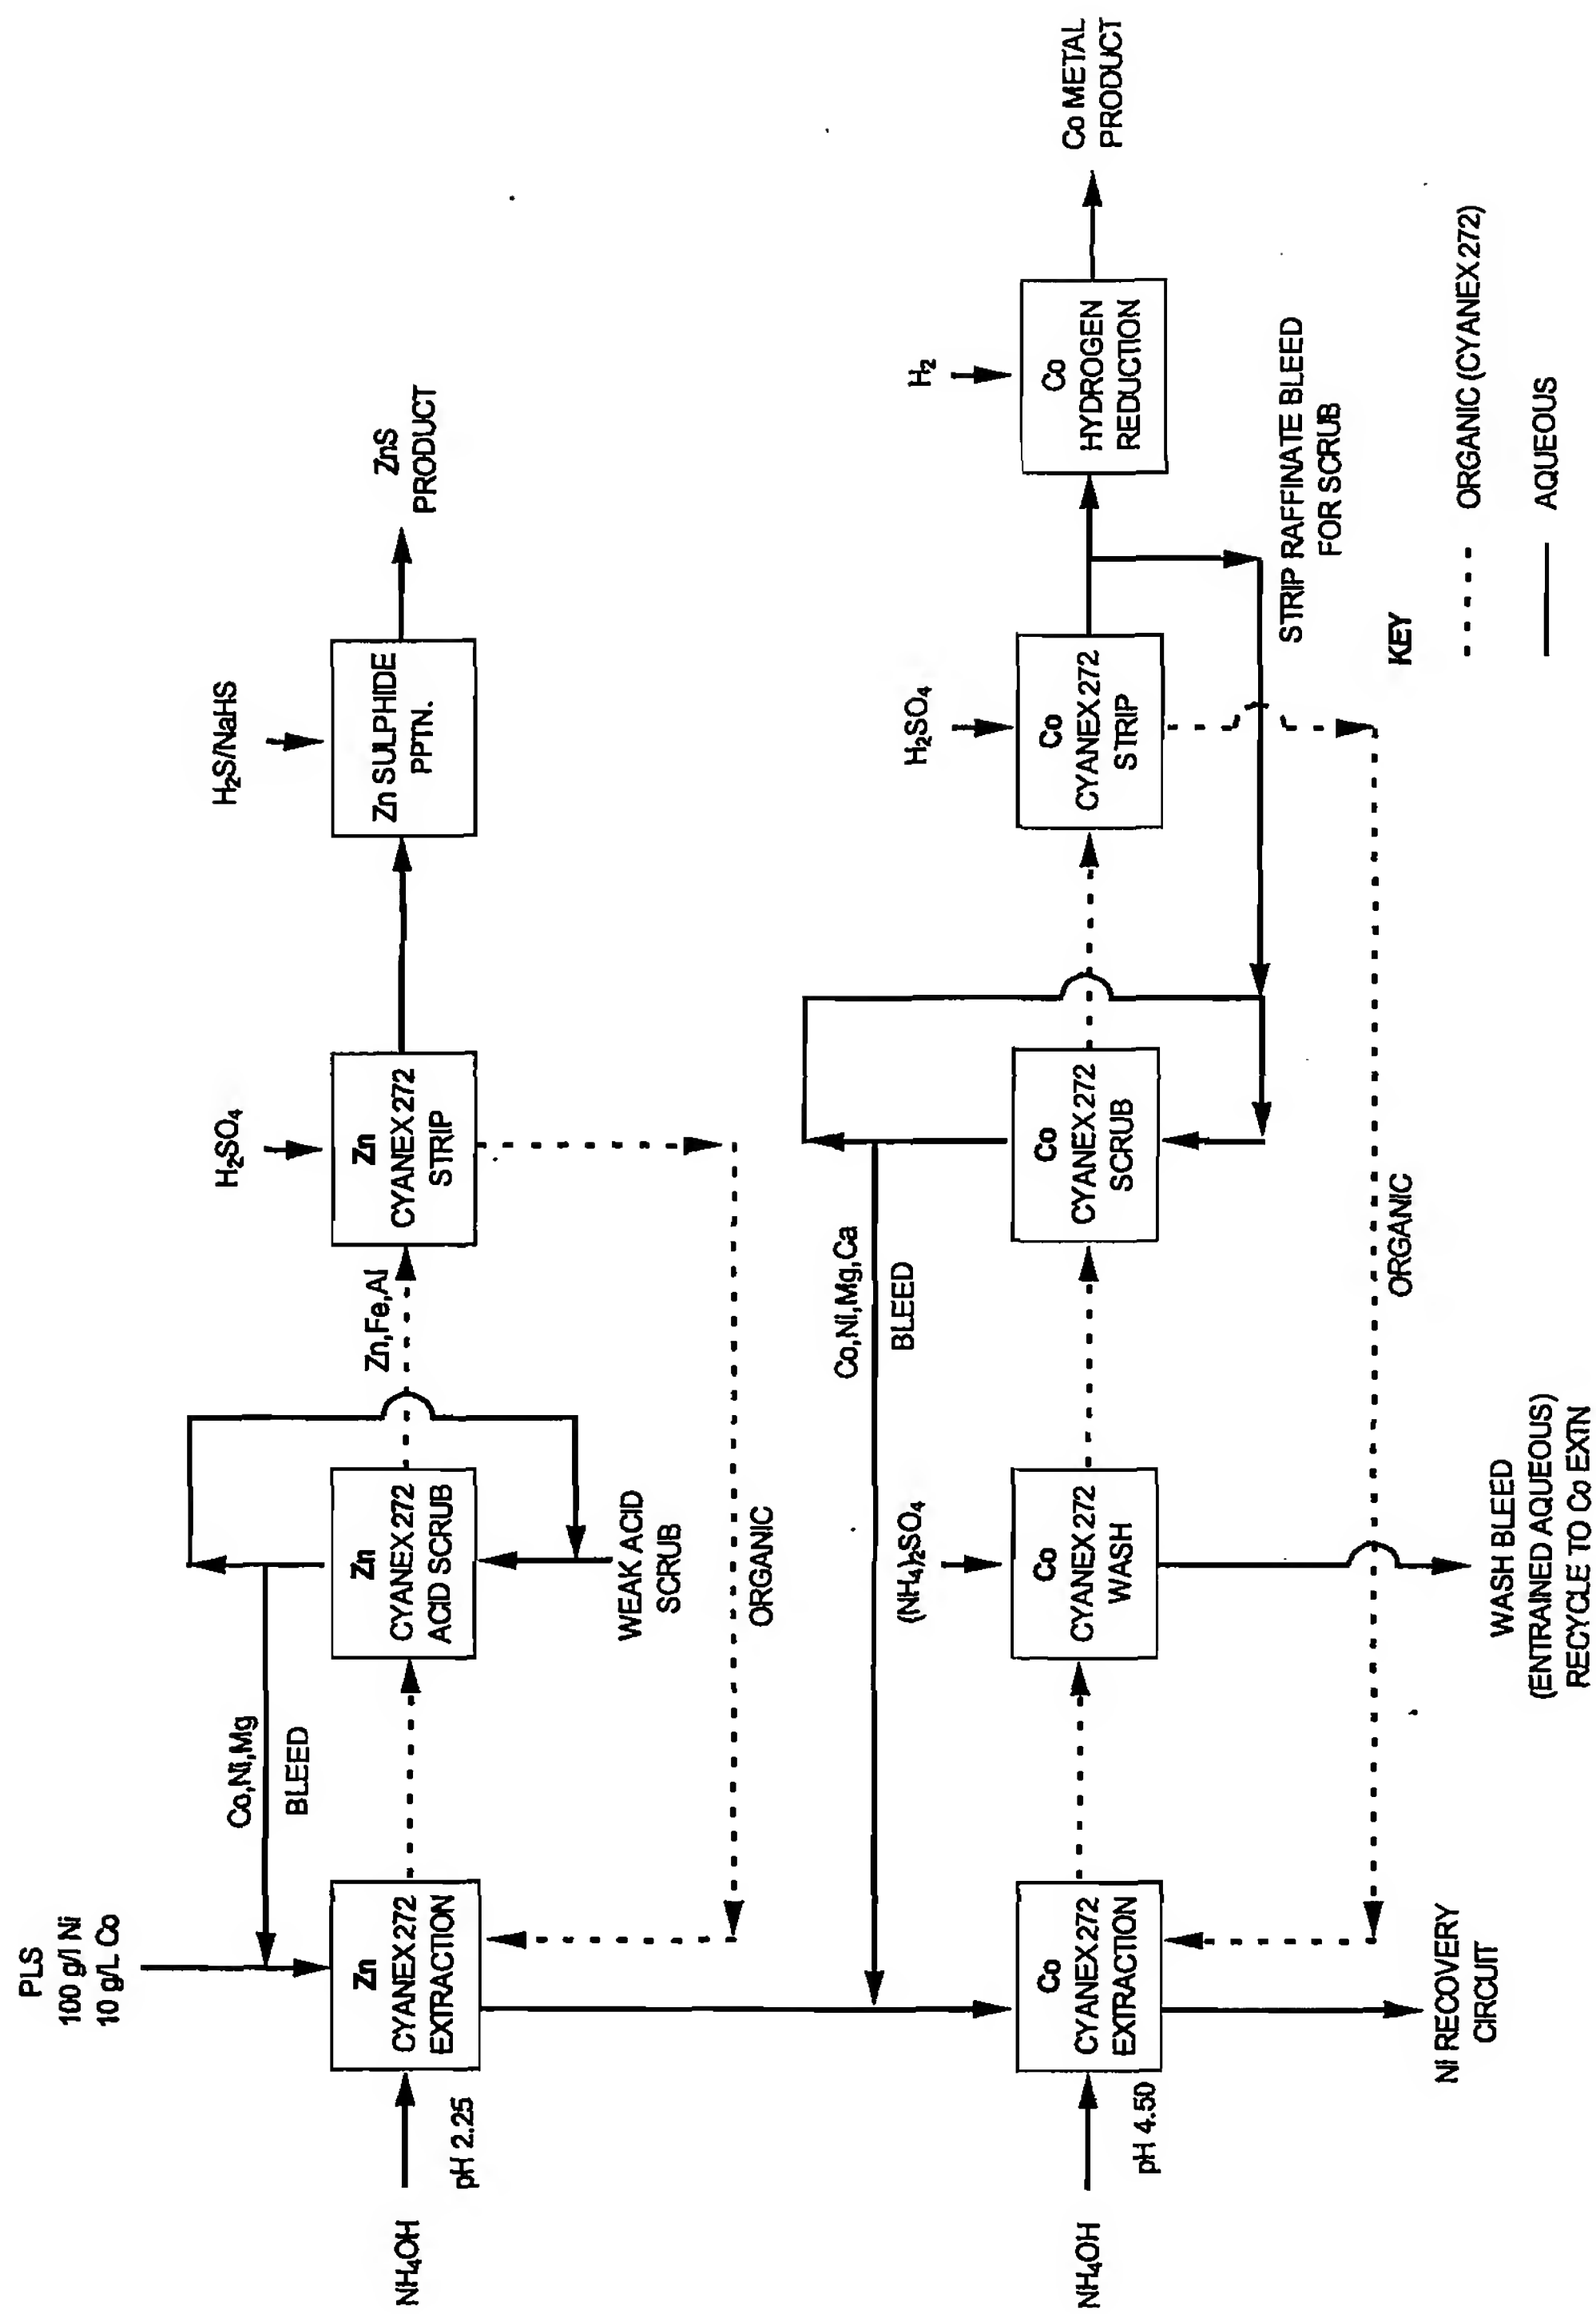 PLS
100 g/l Ni
10 g/L Co
NH₄OH
pH 2.25
Zn
CYANEX 272
EXTRACTION
Co,Ni,Mg
BLEED
Zn
CYANEX 272
ACID SCRUB
WEAK ACID
SCRUB
Zn,Fe,Al
H₂SO₄
Zn
CYANEX 272
STRIP
ORGANIC
H₂S/NaHS
Zn SULPHIDE
PPTN.
ZnS
PRODUCT
NH₄OH
pH 4.50
Co
CYANEX 272
EXTRACTION
NI RECOVERY
CIRCUIT
(NH₄)₂SO₄
Co
CYANEX 272
WASH
WASH BLEED
(ENTRAINED AQUEOUS)
RECYCLE TO Co EXTN
Co,Ni,Mg,Ca
BLEED
Co
CYANEX 272
SCRUB
ORGANIC
H₂SO₄
Co
CYANEX 272
STRIP
STRIP RAFFINATE BLEED
FOR SCRUB
H₂
Co
HYDROGEN
REDUCTION
Co METAL
PRODUCT
KEY
ORGANIC (CYANEX 272)
AQUEOUS